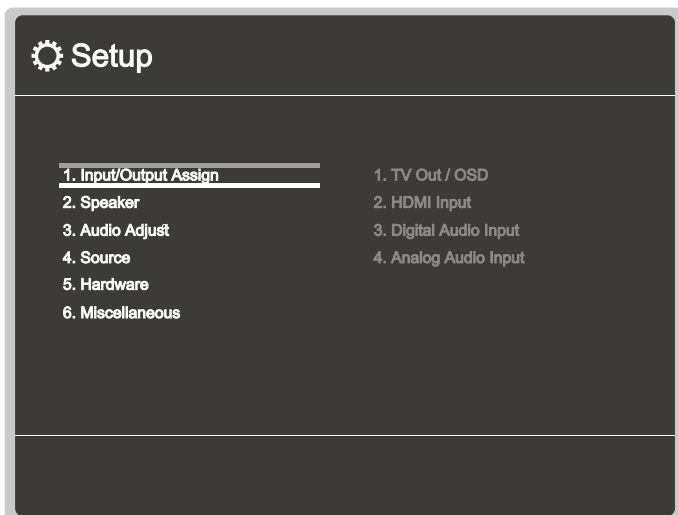 Setup
1. Input/Output Assign
2. Speaker
3. Audio Adjust
4. Source
5. Hardware
6. Miscellaneous
1. TV Out / OSD
2. HDMI Input
3. Digital Audio Input
4. Analog Audio Input